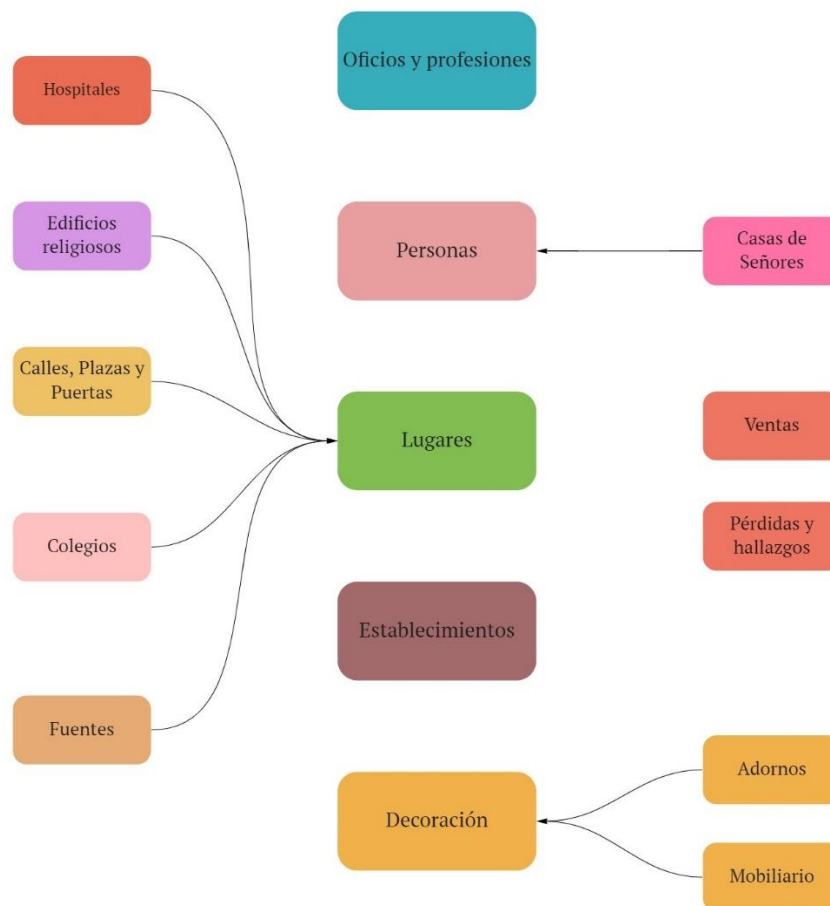 Oficios y profesiones
Hospitales
Edificios
religiosos
Personas
Casas de
Señores
Calles, Plazas y
Puertas
Lugares
Ventas
Colegios
Pérdidas y
hallazgos
Establecimientos
Fuentes
Decoración
Adornos
Mobiliario